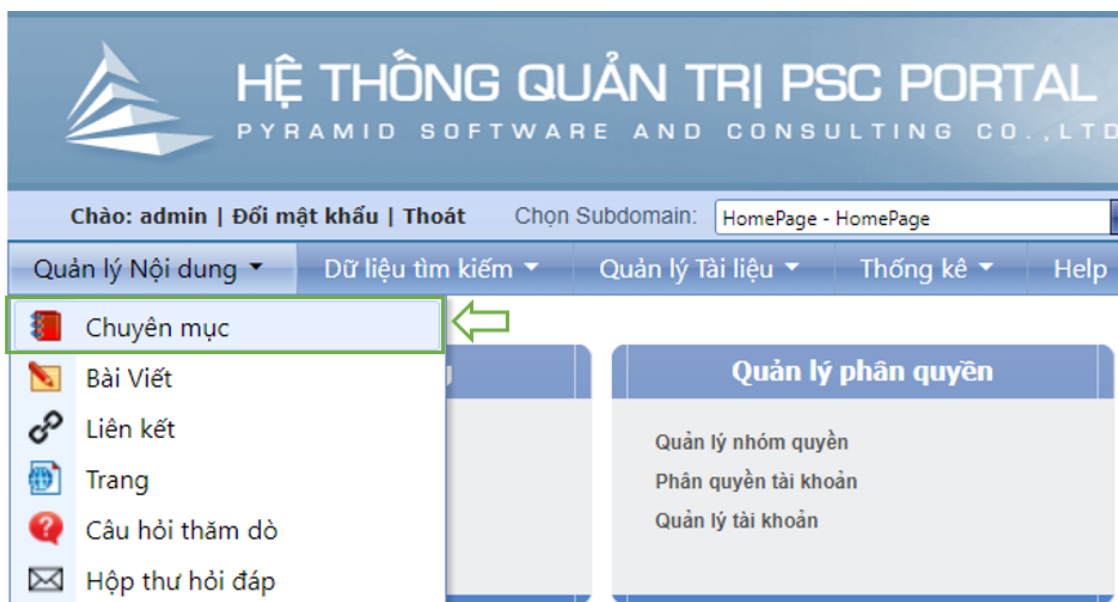 HỆ THỐNG QUẢN TRỊ PSC PORTAL
PYRAMID SOFTWARE AND CONSULTING CO.,LTD
Chào: admin | Đổi mật khẩu | Thoát Chọn Subdomain: HomePage - HomePage
Quản lý Nội dung Dữ liệu tìm kiếm Quản lý Tài liệu Thống kê Help
Chuyên mục
Bài Viết
Liên kết
Trang
Câu hỏi thăm dò
Hộp thư hỏi đáp
Quản lý phân quyền
Quản lý nhóm quyền
Phân quyền tài khoản
Quản lý tài khoản